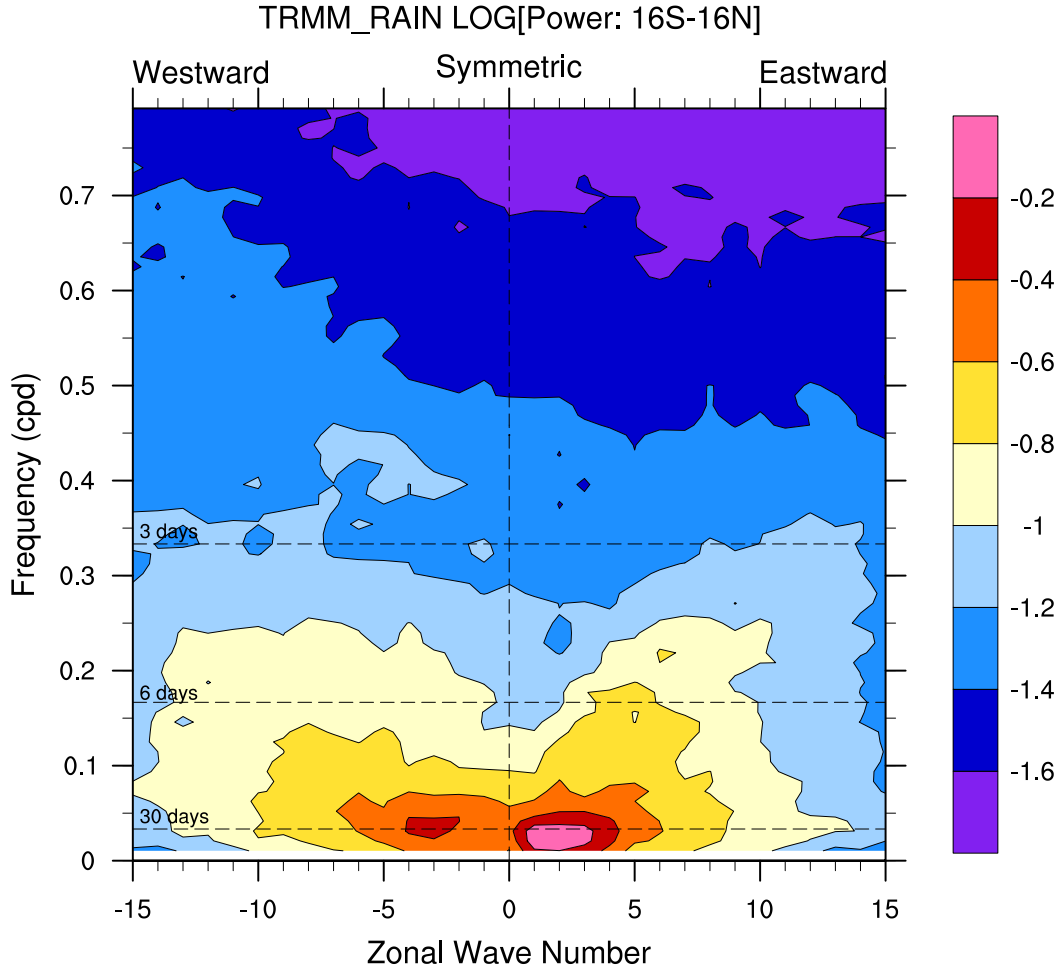 TRMM_RAIN LOG[Power: 16S-16N]
Westward Symmetric Eastward
0.7
0.6
0.5
0.4
0.3
0.2
0.1
0
Frequency (cpd)
3 days
6 days
30 days
-15 -10 -5 0 5 10 15
Zonal Wave Number
-0.2
-0.4
-0.6
-0.8
-1
-1.2
-1.4
-1.6